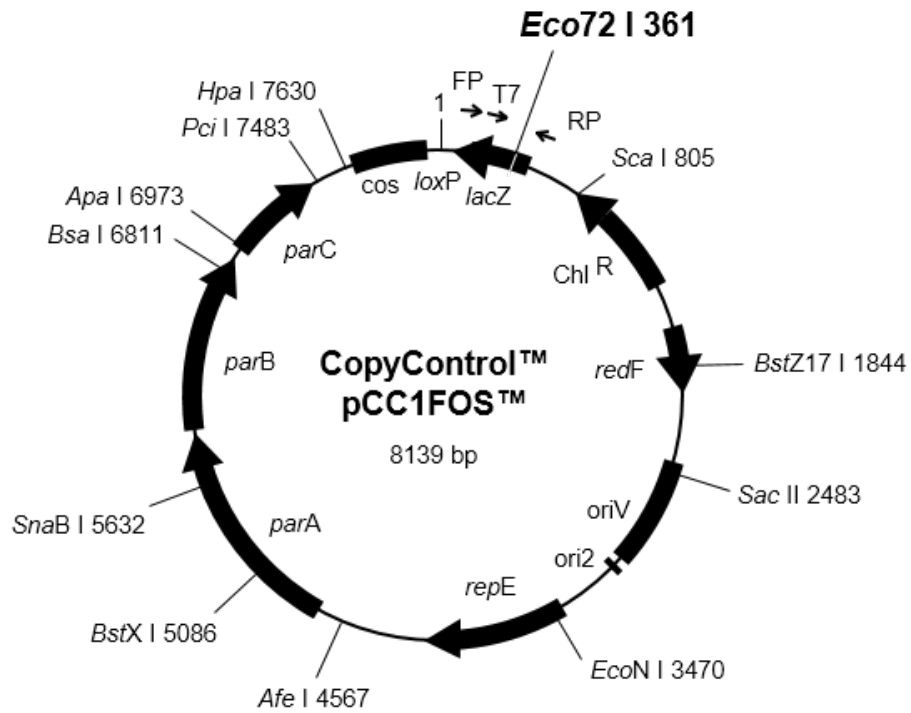 Eco72 I 361
FP
T7
1
RP
Hpa I 7630
Pci I 7483
Sca I 805
cos
loxP
lacZ
Apa I 6973
Bsa I 6811
parC
Chl R
CopyControl™
pCC1FOS™
8139 bp
parB
redF
BstZ17 I 1844
SnaB I 5632
parA
oriV
Sac II 2483
ori2
repE
BstX I 5086
EcoN I 3470
Afe I 4567